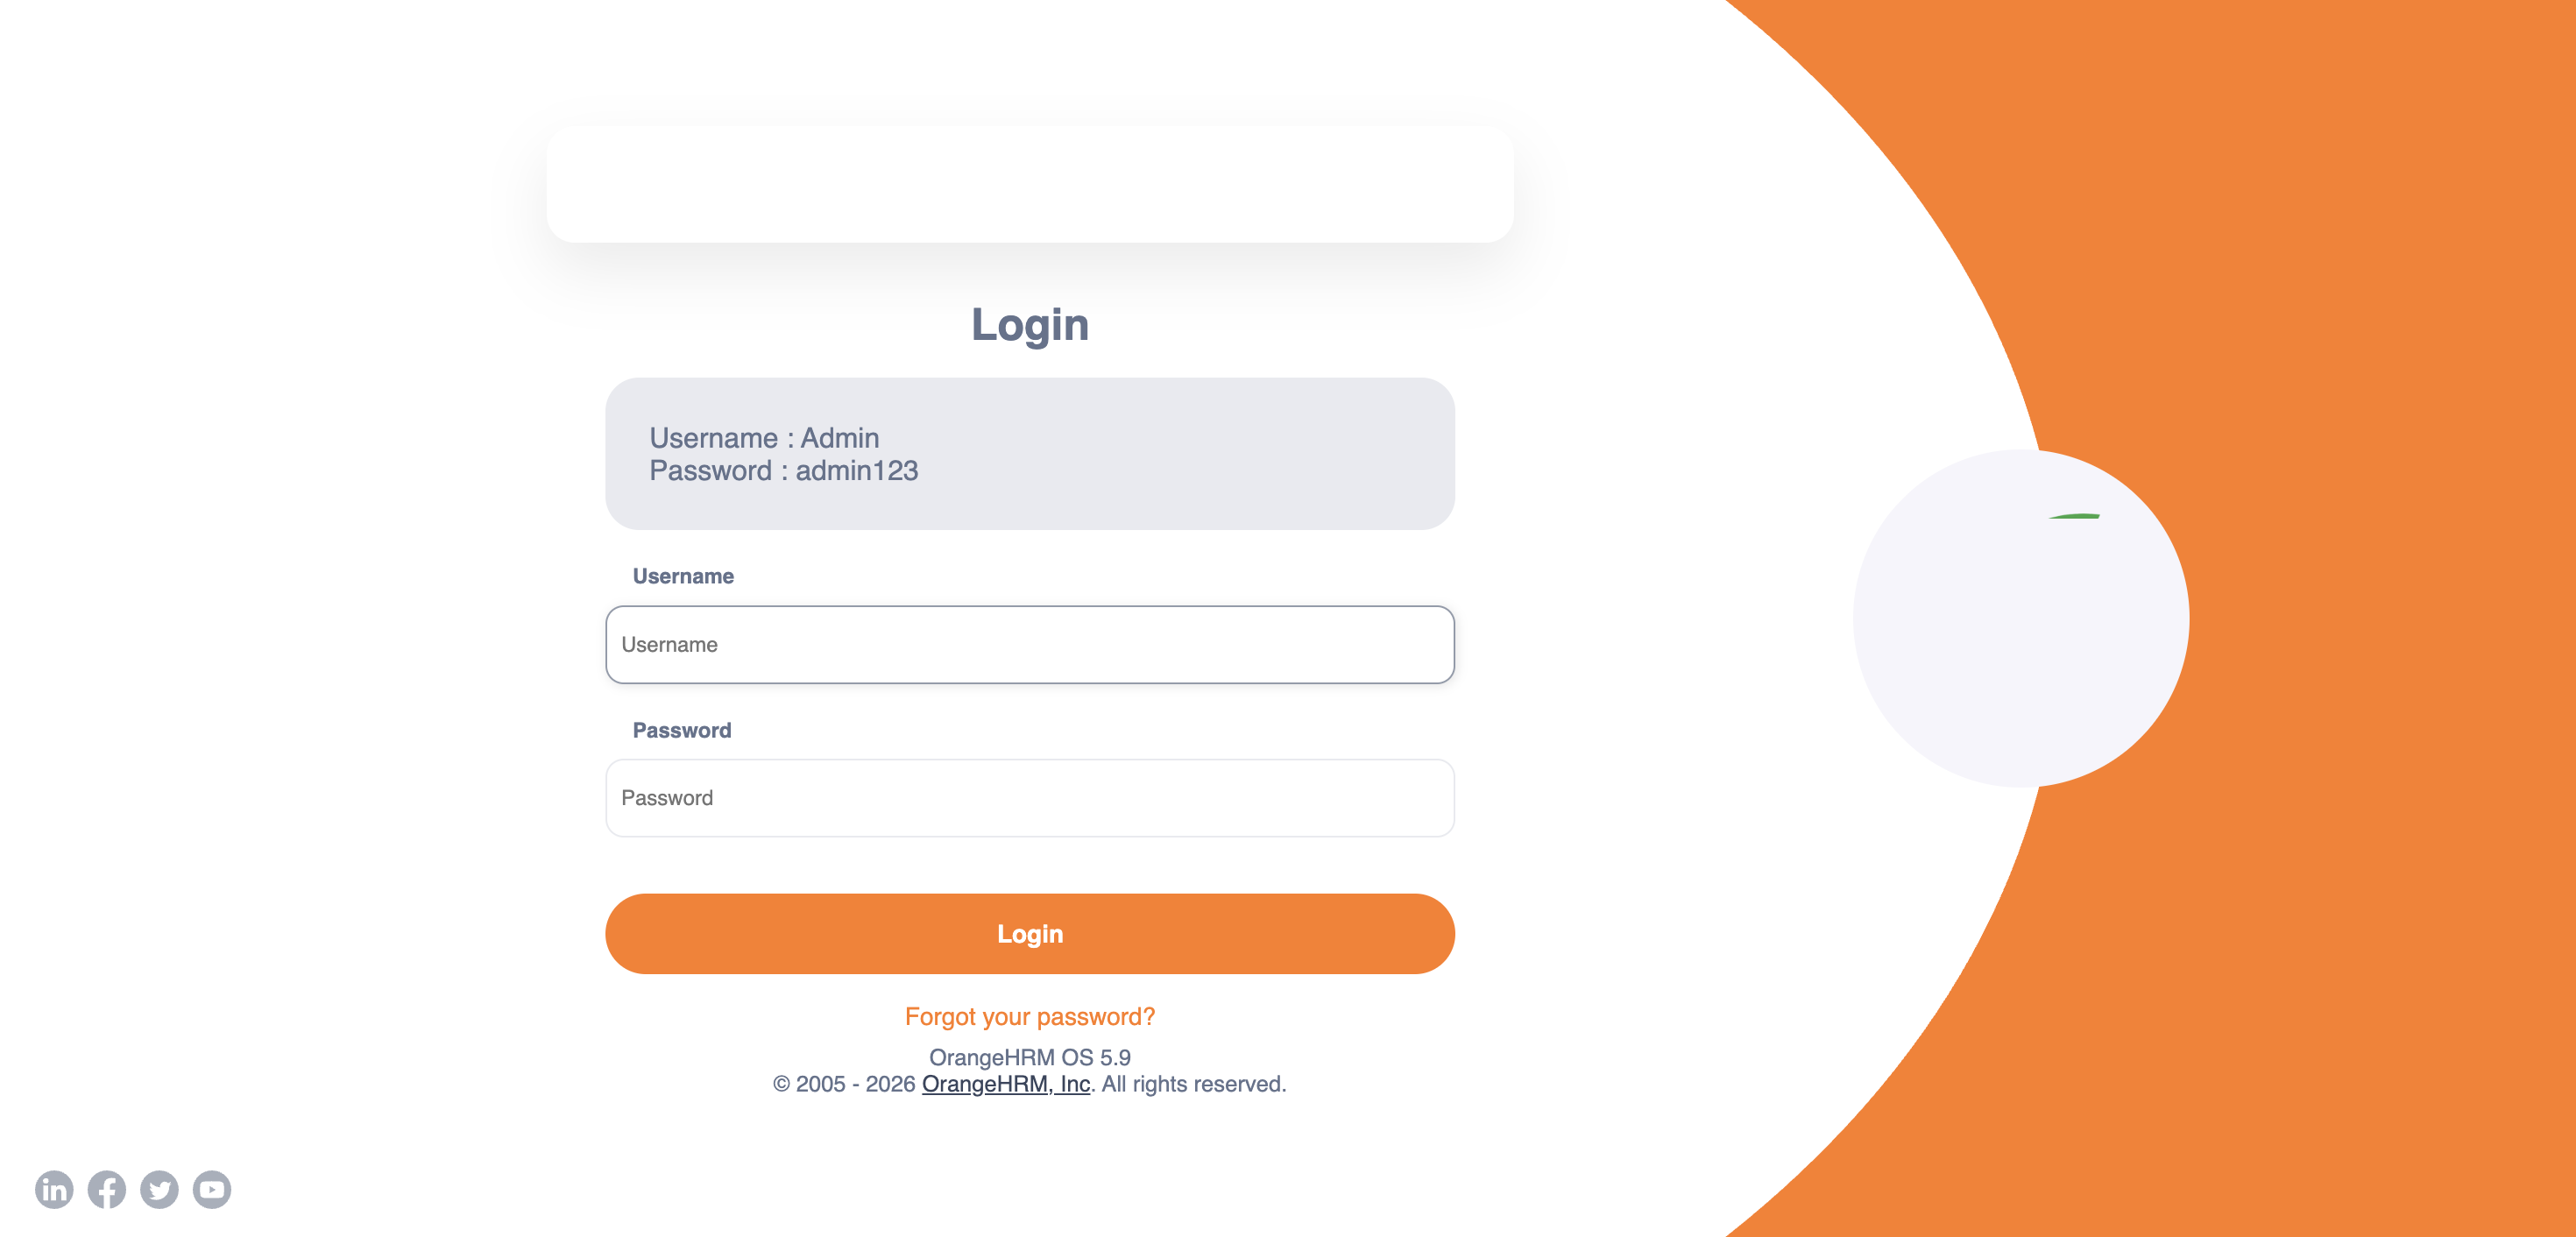 Login
Username : Admin
Password : admin123
Username
Username
Password
Password
Login
Forgot your password?
OrangeHRM OS 5.9
© 2005 - 2026 OrangeHRM, Inc. All rights reserved.